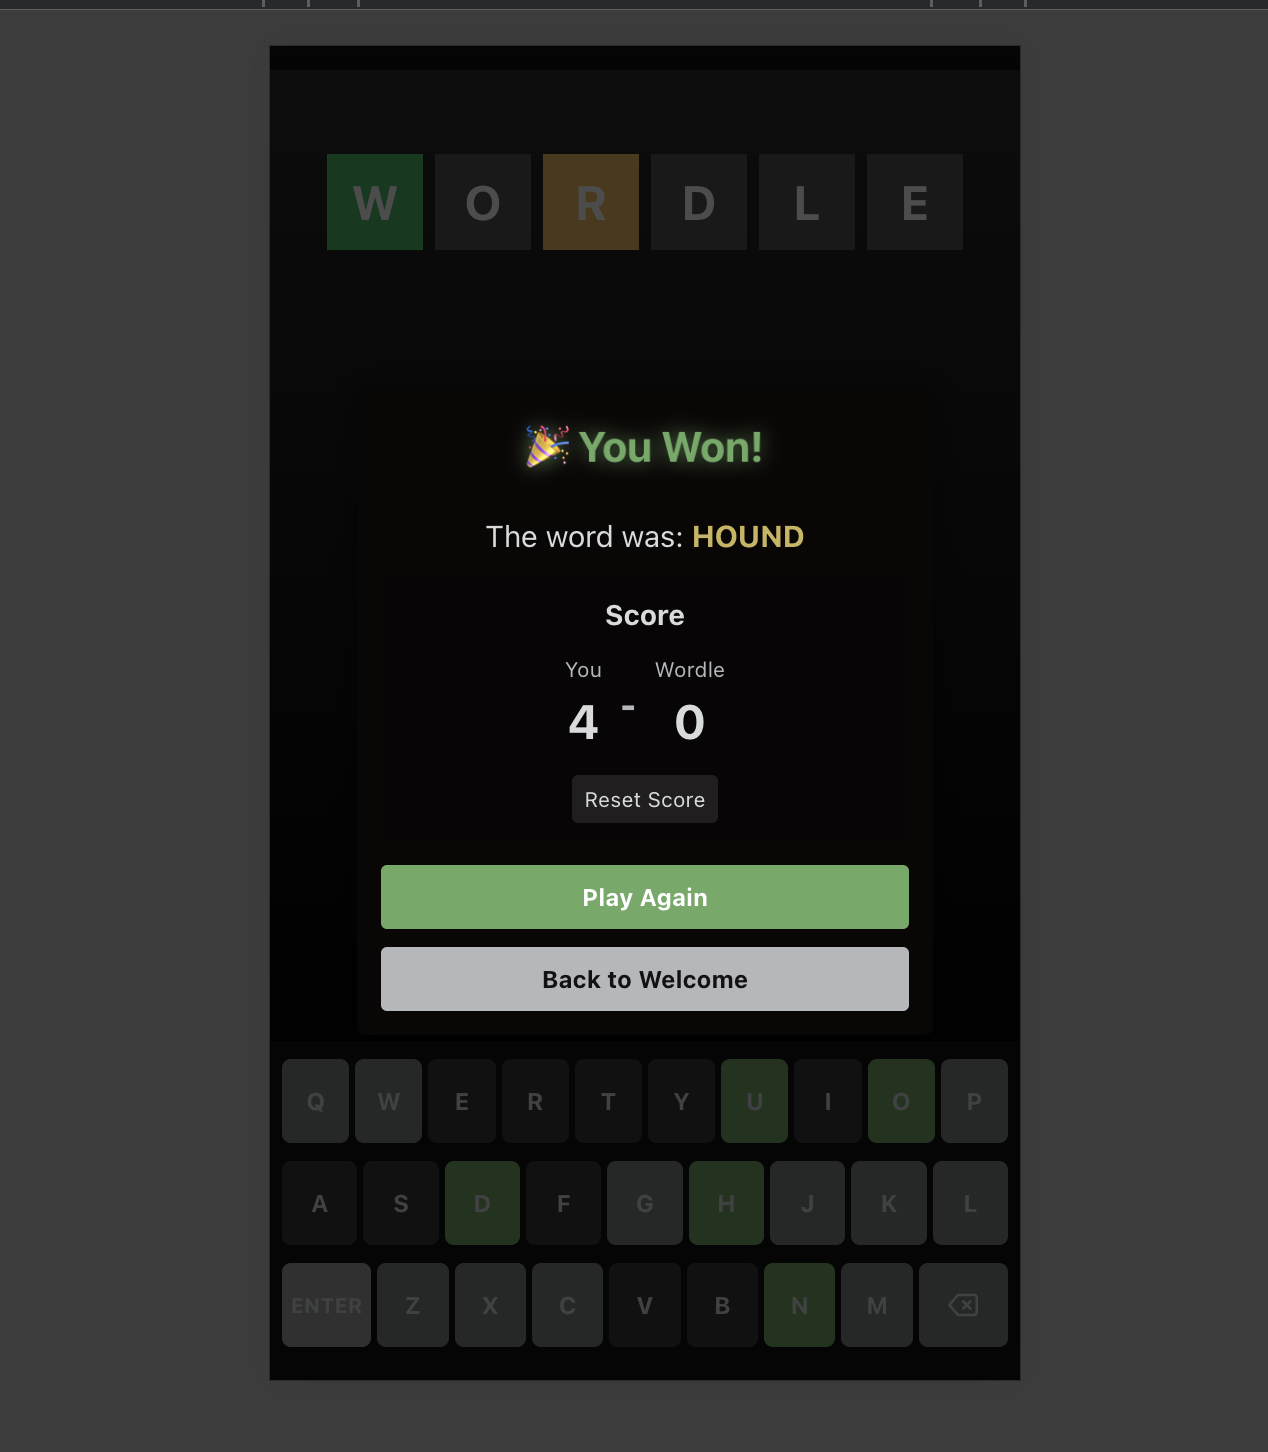 W O R D L E
🎉 You Won!
The word was: HOUND
Score
You Wordle
4 - 0
Reset Score
Play Again
Back to Welcome
Q W E R T Y U I O P
A S D F G H J K L
ENTER Z X C V B N M